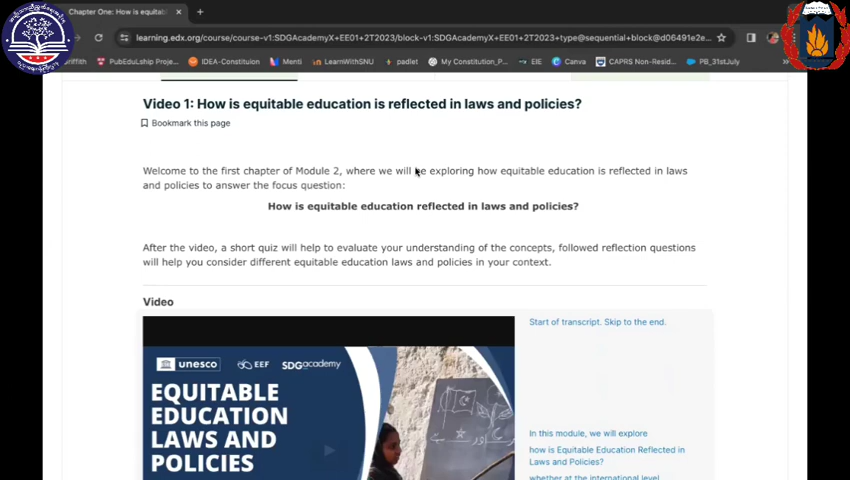 Chapter One: How is equitabl
learning.edx.org/course/course-v1:SDGAcademyX+EE01+2T2023/block-v1:SDGAcademyX+EE01+2T2023+type@sequential+block@d06491e2e...
PubEduLship Proje...
IDEA-Constituion
Menti
LearnWithSNU
My Constitution_P...
padlet
EIE
Canva
CAPRS Non-Resid...
PB_31stJuly
Video 1: How is equitable education is reflected in laws and policies?
Bookmark this page
Welcome to the first chapter of Module 2, where we will be exploring how equitable education is reflected in laws
and policies to answer the focus question:
How is equitable education reflected in laws and policies?
After the video, a short quiz will help to evaluate your understanding of the concepts, followed reflection questions
will help you consider different equitable education laws and policies in your context.
Video
unesco
EEF
SDGacademy
EQUITABLE
EDUCATION
LAWS AND
POLICIES
Start of transcript. Skip to the end.
In this module, we will explore
how is Equitable Education Reflected in
Laws and Policies?
whether at the international level